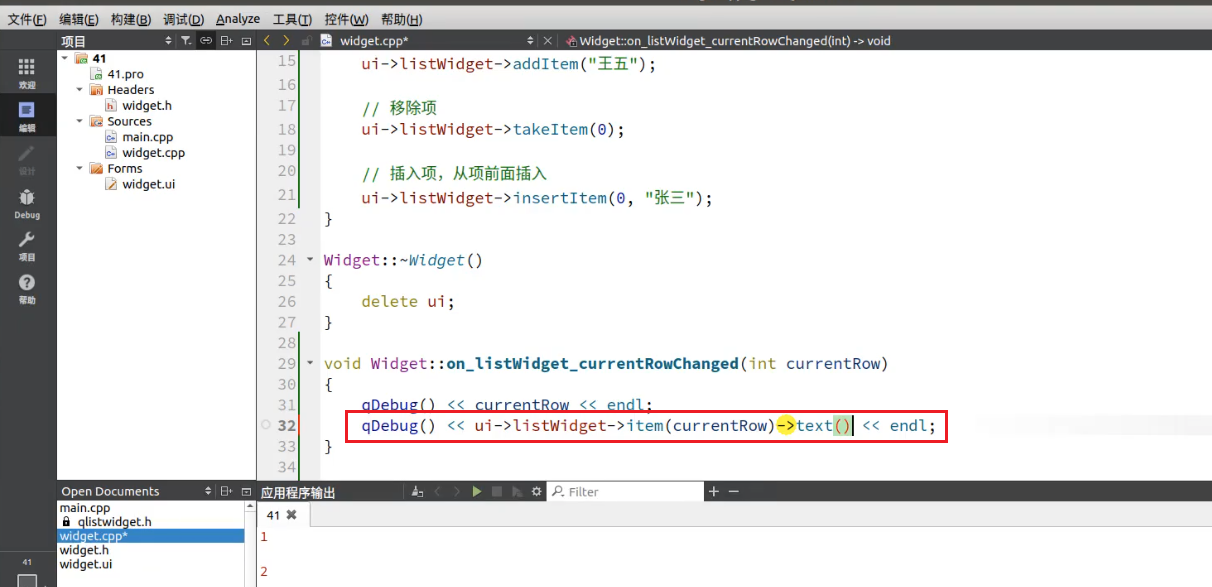 文件(F) 编辑(E) 构建(B) 调试(D) Analyze 工具(T) 控件(W) 帮助(H)
项目
widget.cpp*
Widget::on_listWidget_currentRowChanged(int) -> void
欢迎
编辑
设计
Debug
项目
帮助
41
41
41.pro
Headers
widget.h
Sources
main.cpp
widget.cpp
Forms
widget.ui
15 ui->listWidget->addItem("王五");
16
17 // 移除项
18 ui->listWidget->takeItem(0);
19
20 // 插入项，从项前面插入
21 ui->listWidget->insertItem(0, "张三");
22 }
23
24 Widget::~Widget()
25 {
26 delete ui;
27 }
28
29 void Widget::on_listWidget_currentRowChanged(int currentRow)
30 {
31 qDebug() << currentRow << endl;
32 qDebug() << ui->listWidget->item(currentRow)->text() << endl;
33 }
34
Open Documents
main.cpp
qlistwidget.h
widget.cpp*
widget.h
widget.ui
应用程序输出
Filter
41
1
2